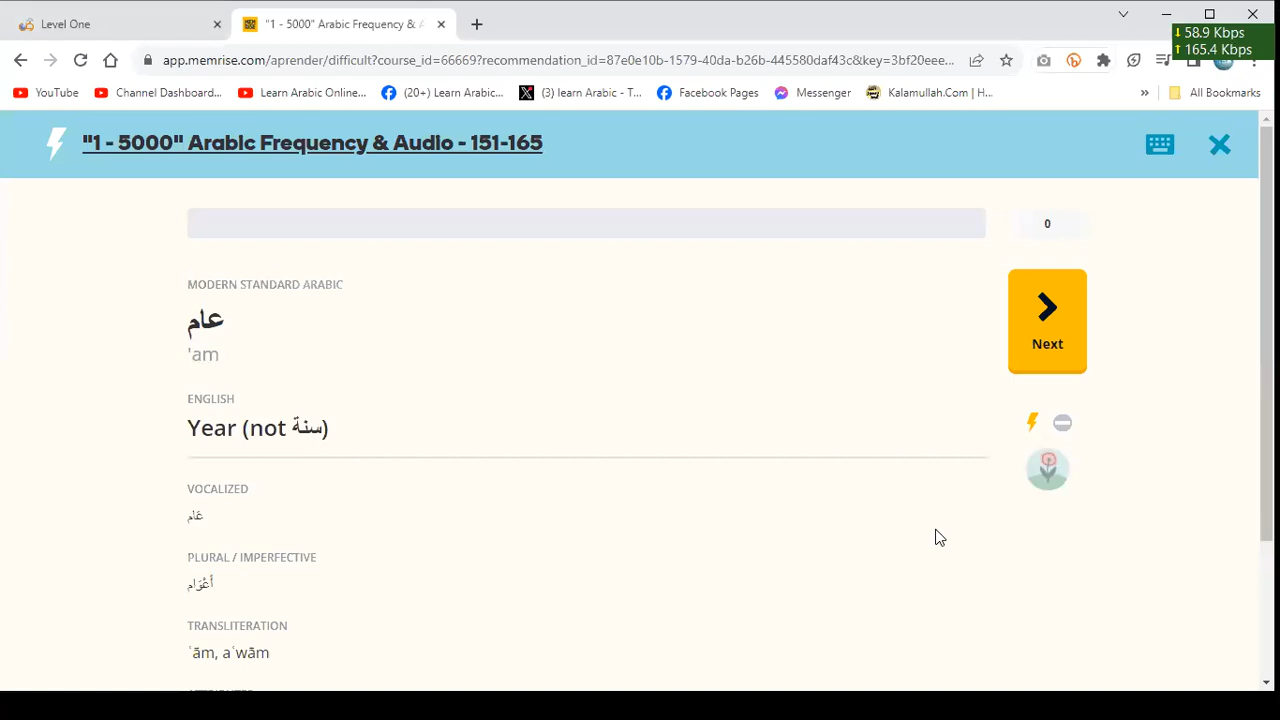 Level One
"1 - 5000" Arabic Frequency & A
58.9 Kbps
165.4 Kbps
app.memrise.com/aprender/difficult?course_id=66659?recommendation_id=87e0e10b-1579-40da-b26b-445580daf43c&key=3bf20eee...
YouTube
Channel Dashboard...
Learn Arabic Online...
(20+) Learn Arabic...
(3) learn Arabic - T...
Facebook Pages
Messenger
Kalamullah.Com | H...
»
All Bookmarks
"1 - 5000" Arabic Frequency & Audio - 151-165
0
MODERN STANDARD ARABIC
عام
'am
Next
ENGLISH
Year (not سنة)
VOCALIZED
عَام
PLURAL / IMPERFECTIVE
أَعْوَام
TRANSLITERATION
ʿām, aʿwām